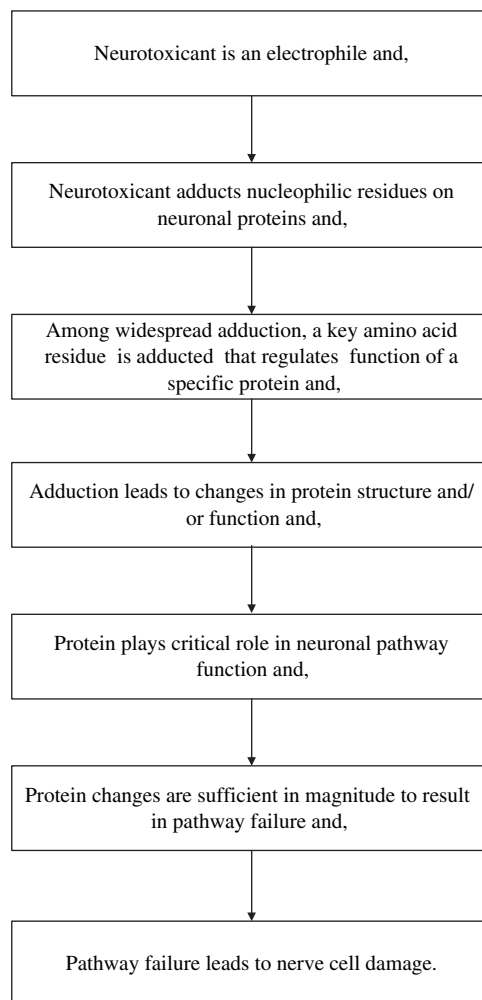 Neurotoxicant is an electrophile and,
Neurotoxicant adducts nucleophilic residues on
neuronal proteins and,
Among widespread adduction, a key amino acid
residue is adducted that regulates function of a
specific protein and,
Adduction leads to changes in protein structure and/
or function and,
Protein plays critical role in neuronal pathway
function and,
Protein changes are sufficient in magnitude to result
in pathway failure and,
Pathway failure leads to nerve cell damage.